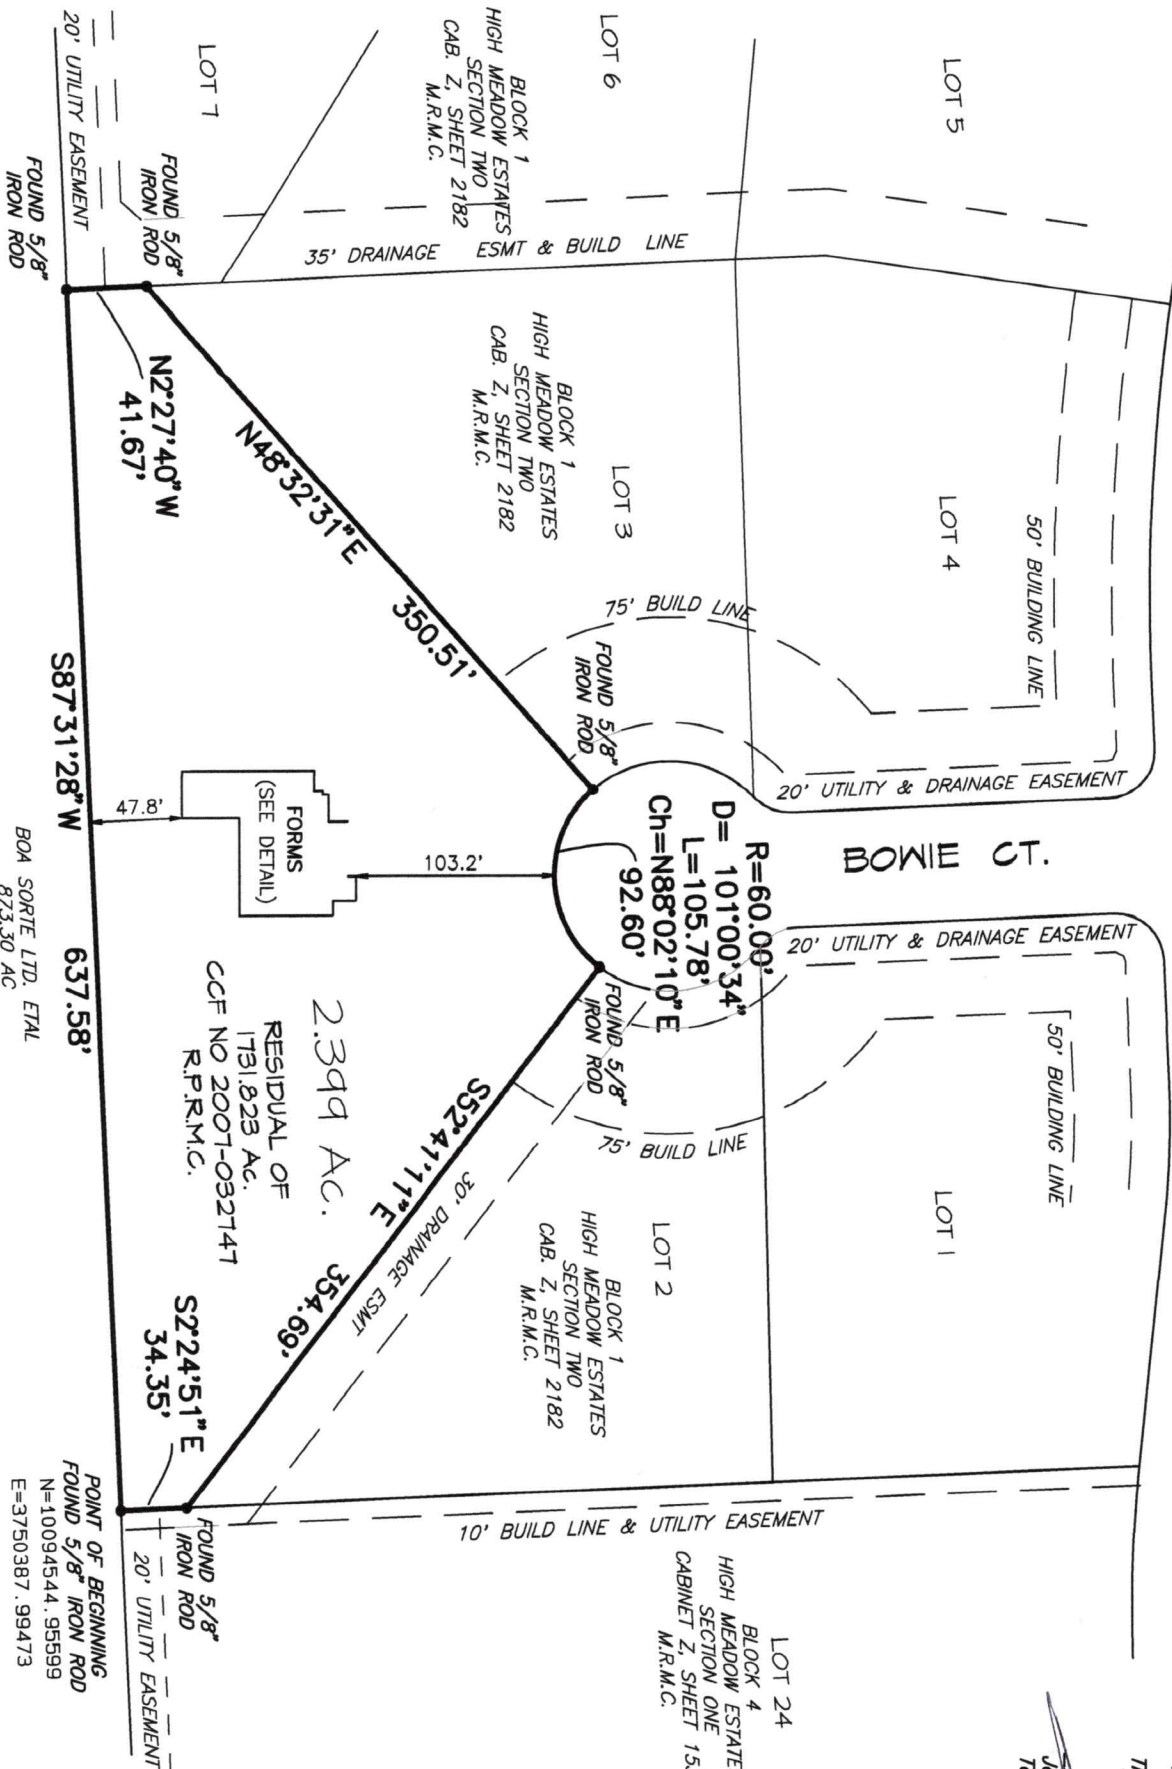 LOT 5
LOT 6
LOT 7
BLOCK 1
HIGH MEADOW ESTATES
SECTION TWO
CAB. Z, SHEET 2182
M.R.M.C.
20' UTILITY EASEMENT
FOUND 5/8"
IRON ROD
FOUND 5/8"
IRON ROD
35' DRAINAGE ESMT & BUILD LINE
BLOCK 1
HIGH MEADOW ESTATES
SECTION TWO
CAB. Z, SHEET 2182
M.R.M.C.
LOT 3
LOT 4
50' BUILDING LINE
N2°27'40"W
41.67'
N48°32'31"E
350.51'
75' BUILD LINE
FOUND 5/8"
IRON ROD
20' UTILITY & DRAINAGE EASEMENT
BOWIE CT.
R=60.00'
D= 101°00'34"
L=105.78'
Ch=N88°02'10"E
92.60'
S87°31'28"W
637.58'
47.8'
FORMS
(SEE DETAIL)
103.2'
BOA SORTE LTD. ETAL
873.30 AC
20' UTILITY & DRAINAGE EASEMENT
50' BUILDING LINE
FOUND 5/8"
IRON ROD
75' BUILD LINE
2.399 AC.
RESIDUAL OF
1731.823 AC.
CCF NO 2007-032747
R.P.R.M.C.
S52°41'11"E
354.69'
30' DRAINAGE ESMT
LOT 1
LOT 2
BLOCK 1
HIGH MEADOW ESTATES
SECTION TWO
CAB. Z, SHEET 2182
M.R.M.C.
S2°24'51"E
34.35'
10' BUILD LINE & UTILITY EASEMENT
FOUND 5/8"
IRON ROD
20' UTILITY EASEMENT
POINT OF BEGINNING
FOUND 5/8" IRON ROD
N=10094544.95599
E=3750387.99473
LOT 24
BLOCK 4
HIGH MEADOW ESTATE
SECTION ONE
CABINET Z, SHEET 15
M.R.M.C.